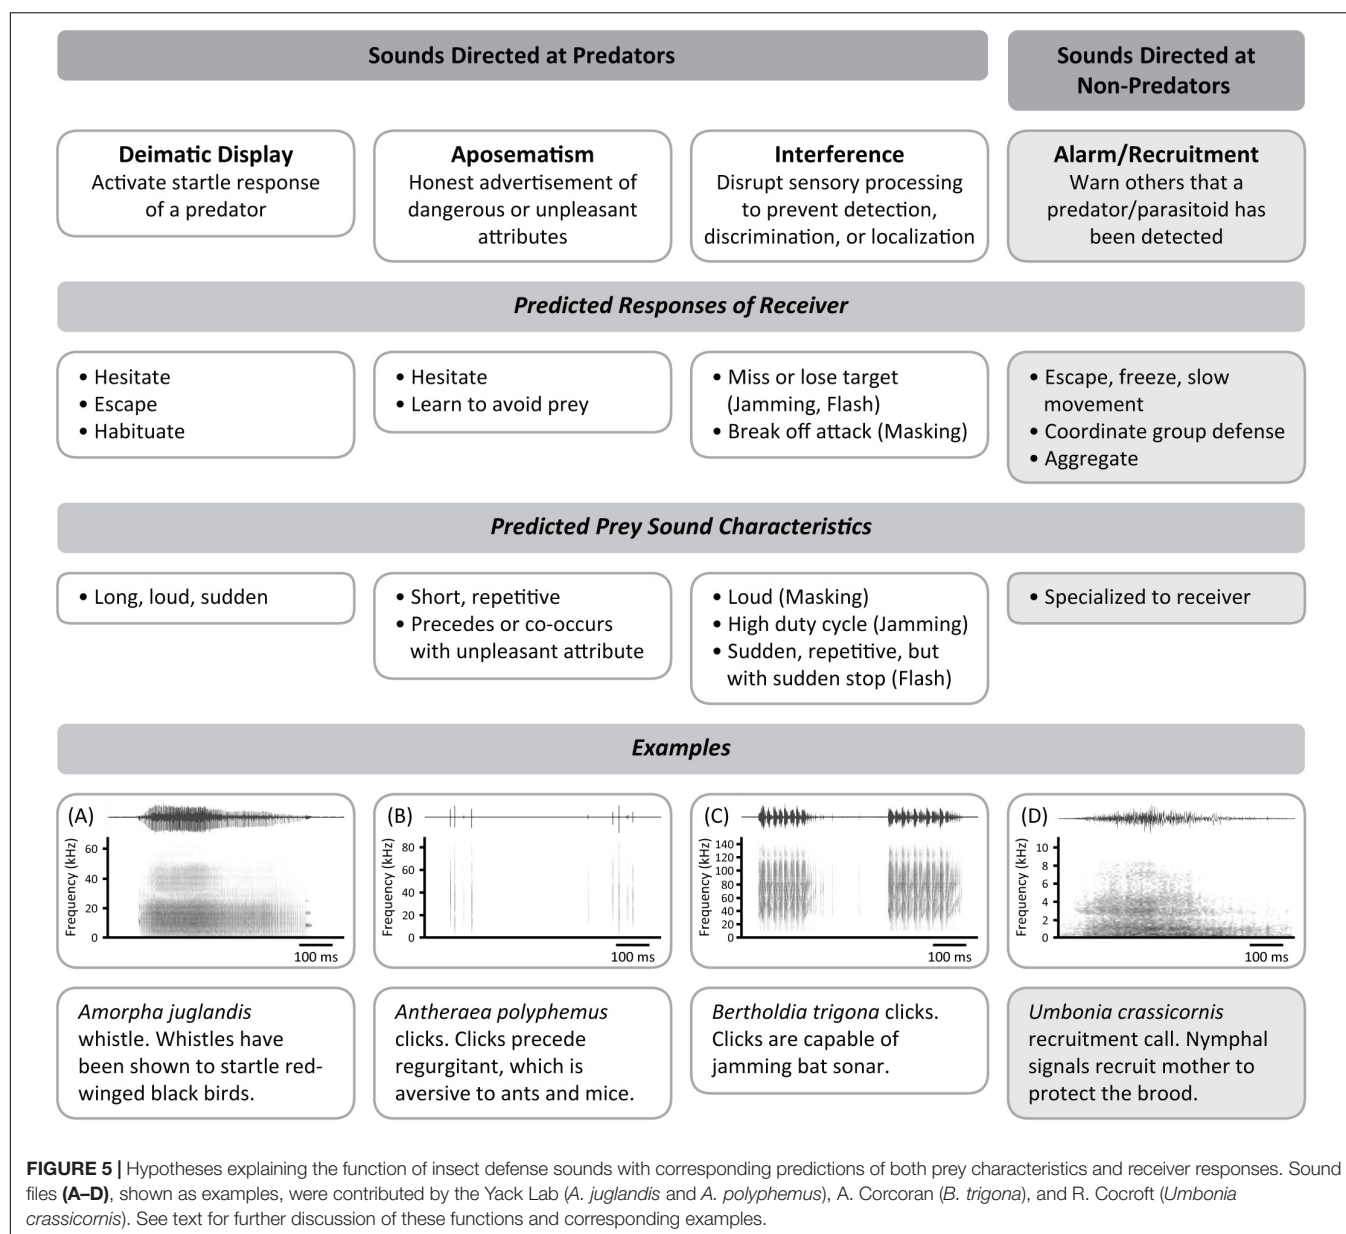 Sounds Directed at Predators
Sounds Directed at
Non-Predators
Deimatic Display
Activate startle response
of a predator
Aposematism
Honest advertisement of
dangerous or unpleasant
attributes
Interference
Disrupt sensory processing
to prevent detection,
discrimination, or localization
Alarm/Recruitment
Warn others that a
predator/parasitoid has
been detected
Predicted Responses of Receiver
• Hesitate
• Escape
• Habituate
• Hesitate
• Learn to avoid prey
• Miss or lose target
(Jamming, Flash)
• Break off attack (Masking)
• Escape, freeze, slow
movement
• Coordinate group defense
• Aggregate
Predicted Prey Sound Characteristics
• Long, loud, sudden
• Short, repetitive
• Precedes or co-occurs
with unpleasant attribute
• Loud (Masking)
• High duty cycle (Jamming)
• Sudden, repetitive, but
with sudden stop (Flash)
• Specialized to receiver
Examples
(A)
Frequency (kHz)
60
40
20
0
100 ms
(B)
Frequency (kHz)
80
60
40
20
0
100 ms
(C)
Frequency (kHz)
140
120
100
80
60
40
20
0
100 ms
(D)
Frequency (kHz)
10
8
6
4
2
0
100 ms
Amorpha juglandis
whistle. Whistles have
been shown to startle red-
winged black birds.
Antheraea polyphemus
clicks. Clicks precede
regurgitant, which is
aversive to ants and mice.
Bertholdia trigona clicks.
Clicks are capable of
jamming bat sonar.
Umbonia crassicornis
recruitment call. Nymphal
signals recruit mother to
protect the brood.
FIGURE 5 | Hypotheses explaining the function of insect defense sounds with corresponding predictions of both prey characteristics and receiver responses. Sound
files (A–D), shown as examples, were contributed by the Yack Lab (A. juglandis and A. polyphemus), A. Corcoran (B. trigona), and R. Cocroft (Umbonia
crassicornis). See text for further discussion of these functions and corresponding examples.